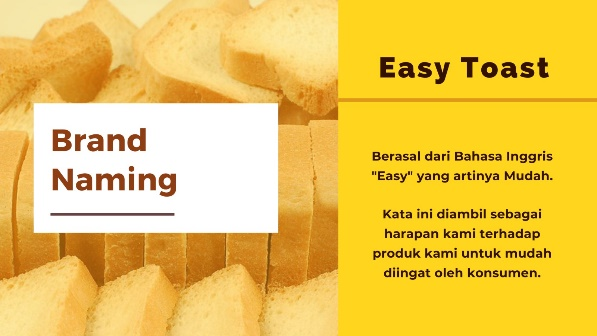 Brand
Naming
Easy Toast
Berasal dari Bahasa Inggris
"Easy" yang artinya Mudah.
Kata ini diambil sebagai
harapan kami terhadap
produk kami untuk mudah
diingat oleh konsumen.